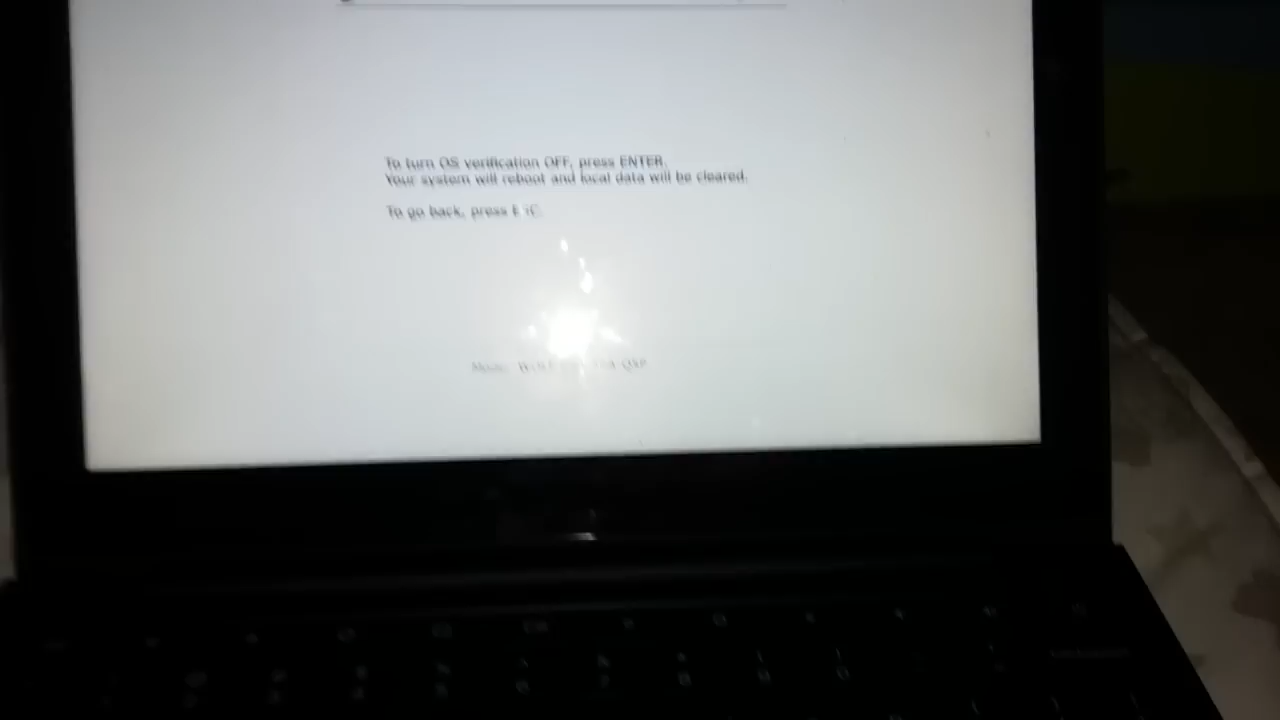 To turn OS verification OFF, press ENTER.
Your system will reboot and local data will be cleared.
To go back, press